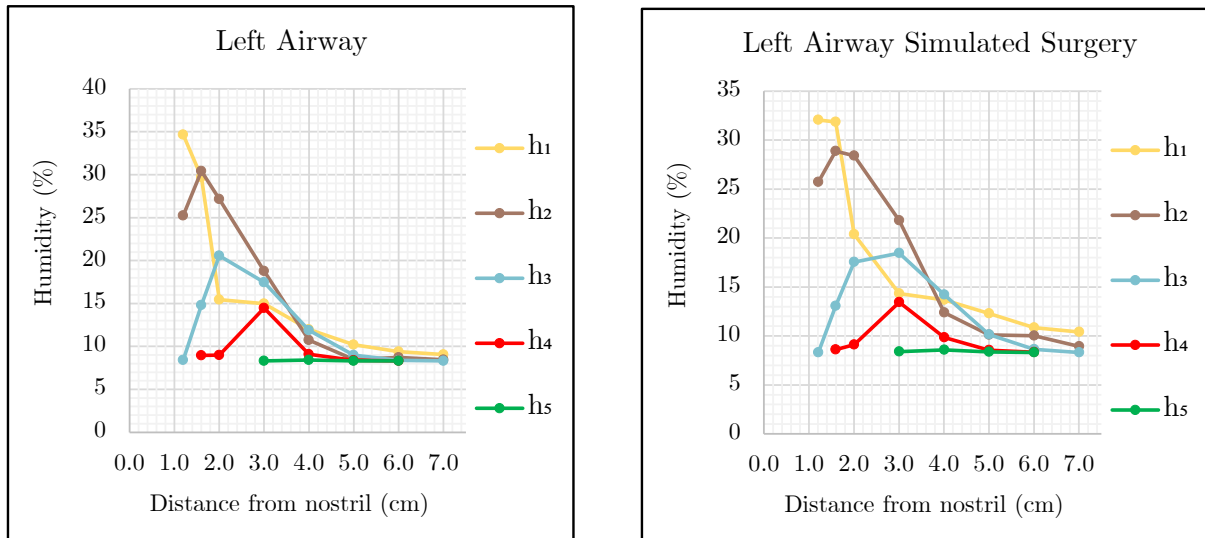 Left Airway
40
35
30
25
20
15
10
5
0
0.0 1.0 2.0 3.0 4.0 5.0 6.0 7.0
Humidity (%)
Distance from nostril (cm)
h₁
h₂
h₃
h₄
h₅
Left Airway Simulated Surgery
35
30
25
20
15
10
5
0
0.0 1.0 2.0 3.0 4.0 5.0 6.0 7.0
Humidity (%)
Distance from nostril (cm)
h₁
h₂
h₃
h₄
h₅